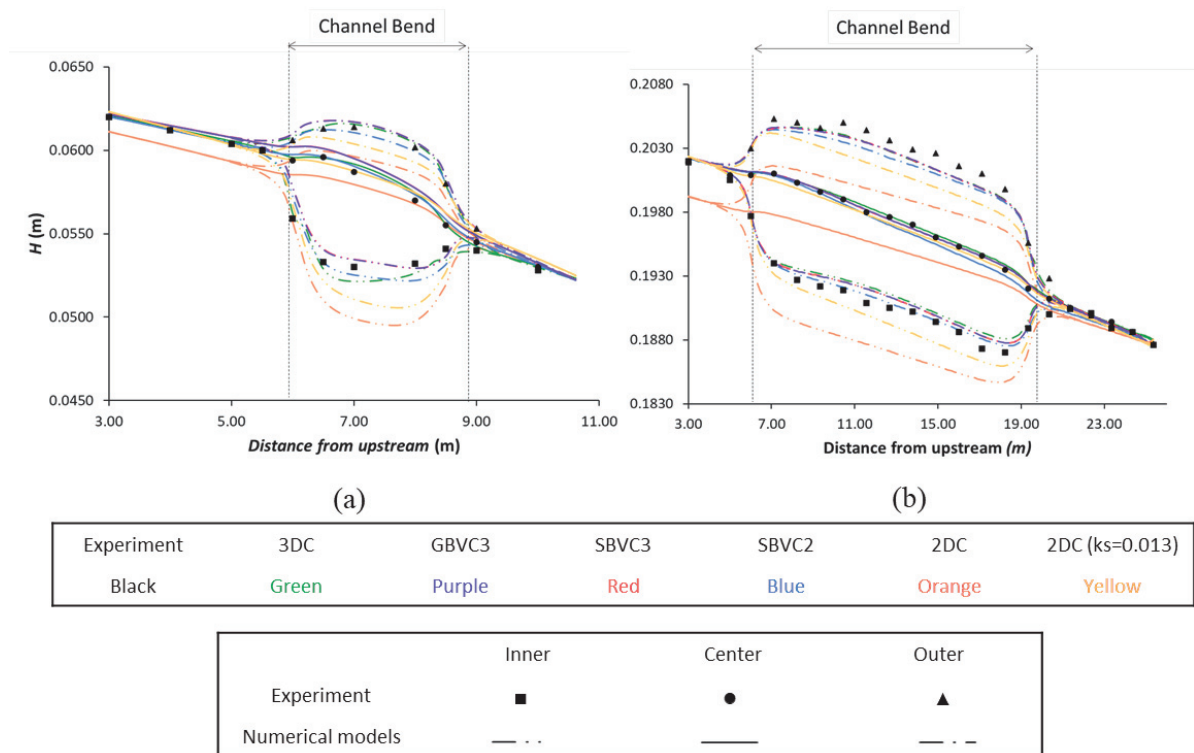 Channel Bend
0.0650
0.0600
0.0550
0.0500
0.0450
H (m)
3.00 5.00 7.00 9.00 11.00
Distance from upstream (m)
(a)
Channel Bend
0.2080
0.2030
0.1980
0.1930
0.1880
0.1830
3.00 7.00 11.00 15.00 19.00 23.00
Distance from upstream (m)
(b)
Experiment 3DC GBVC3 SBVC3 SBVC2 2DC 2DC (ks=0.013)
Black Green Purple Red Blue Orange Yellow
Inner Center Outer
Experiment
Numerical models